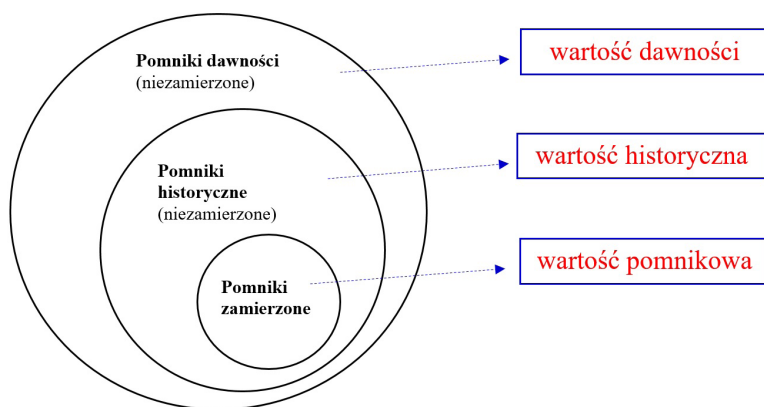 Pomniki dawności
(niezamierzone)
wartość dawności
Pomniki
historyczne
(niezamierzone)
wartość historyczna
Pomniki
zamierzone
wartość pomnikowa